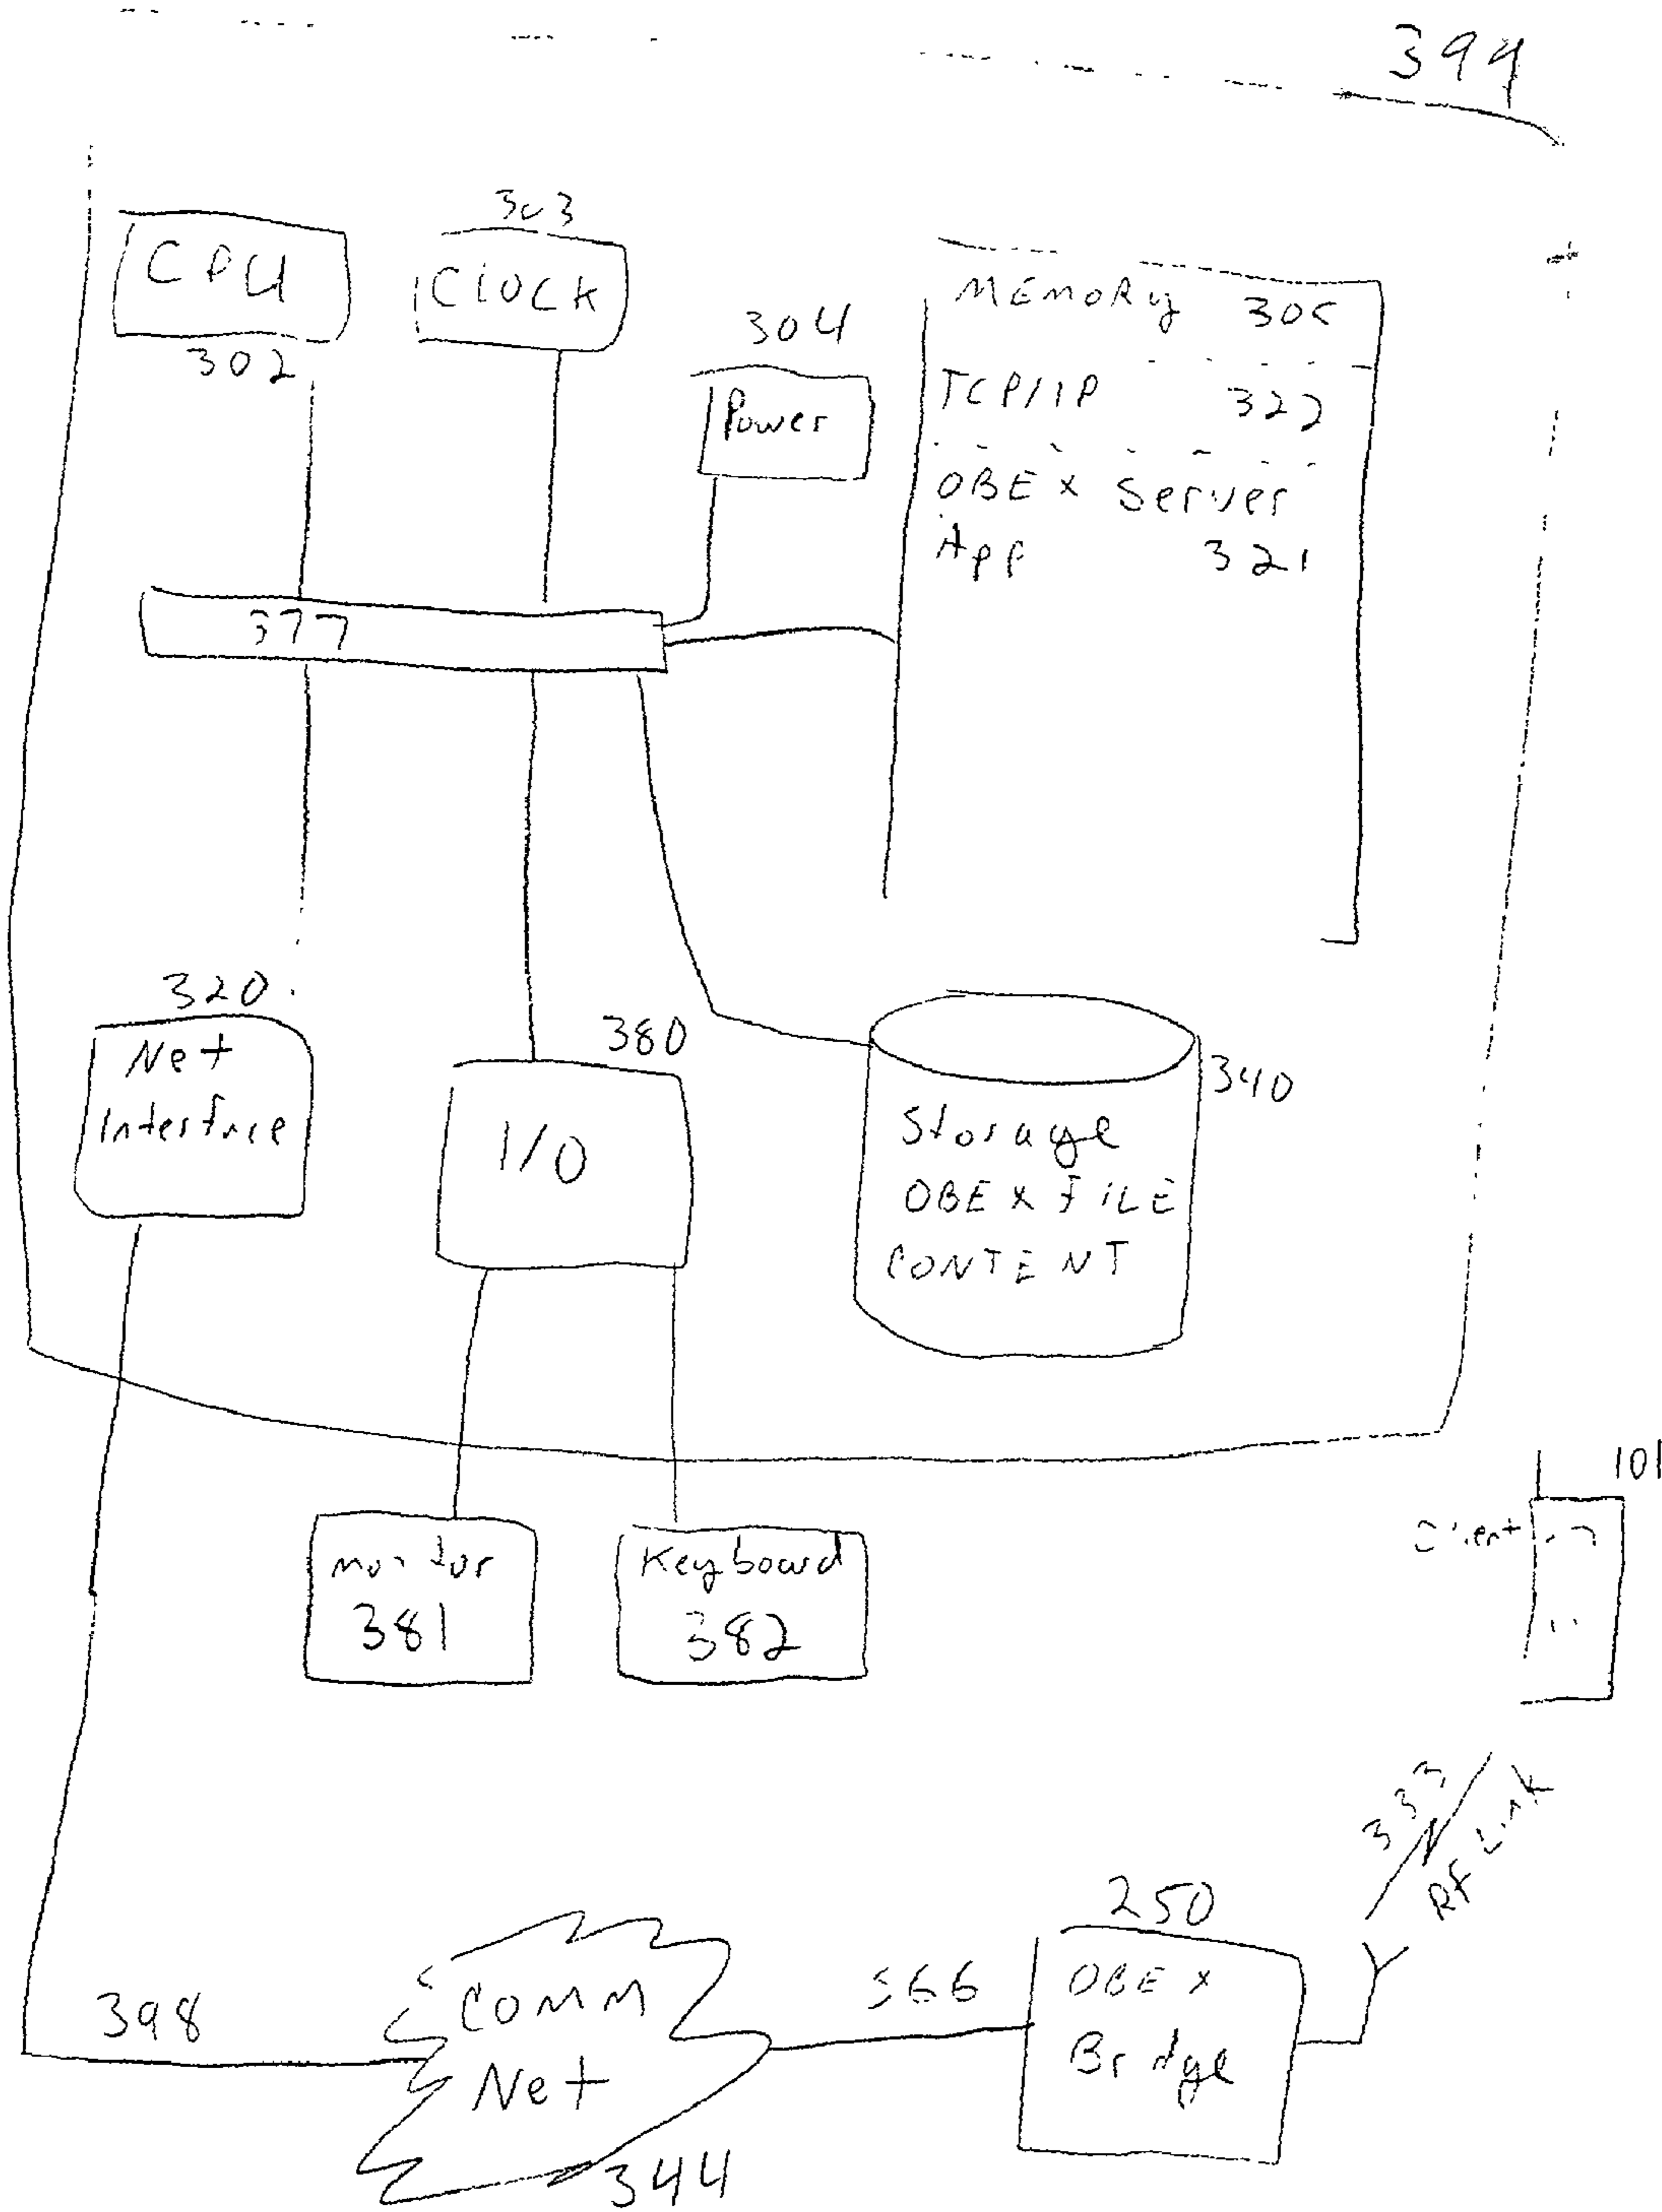 399
303
CPU
Clock
302
304
Power
MEMORY
TCP/IP 322
OBEX Server
App 321
377
320
Net
Interface
380
I/O
340
Storage
OBEX FILE
CONTENT
101
Client
monitor
381
Keyboard
382
333
RF Link
250
OBEX
Bridge
398
COMM
Net
344